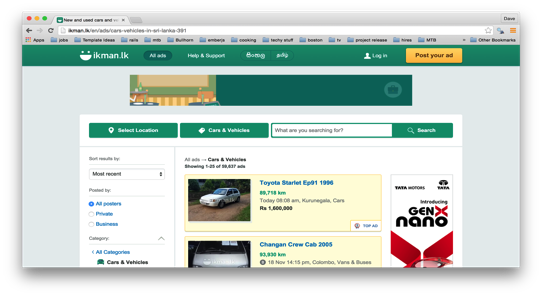 New and used cars and v
Dave
ikman.lk/en/ads/cars-vehicles-in-sri-lanka-391
Apps jobs Template ideas rails mtb Bullhorn embarcp cooking techy stuff boston tv project release hires MTB » Other Bookmarks
ikman.lk All ads Help & Support සිංහල தமிழ் Log in Post your ad
Select Location Cars & Vehicles What are you searching for? Search
Sort results by:
Most recent
Posted by:
All posters
Private
Business
Category:
All Categories
Cars & Vehicles
All ads → Cars & Vehicles
Showing 1-25 of 59,637 ads
Toyota Starlet Ep91 1996
89,718 km
Today 08:08 am, Kurunegala, Cars
Rs 1,600,000
TOP AD
Changan Crew Cab 2005
93,930 km
18 Nov 14:15 pm, Colombo, Vans & Buses
TATA MOTORS TATA
Introducing
GENX
nano